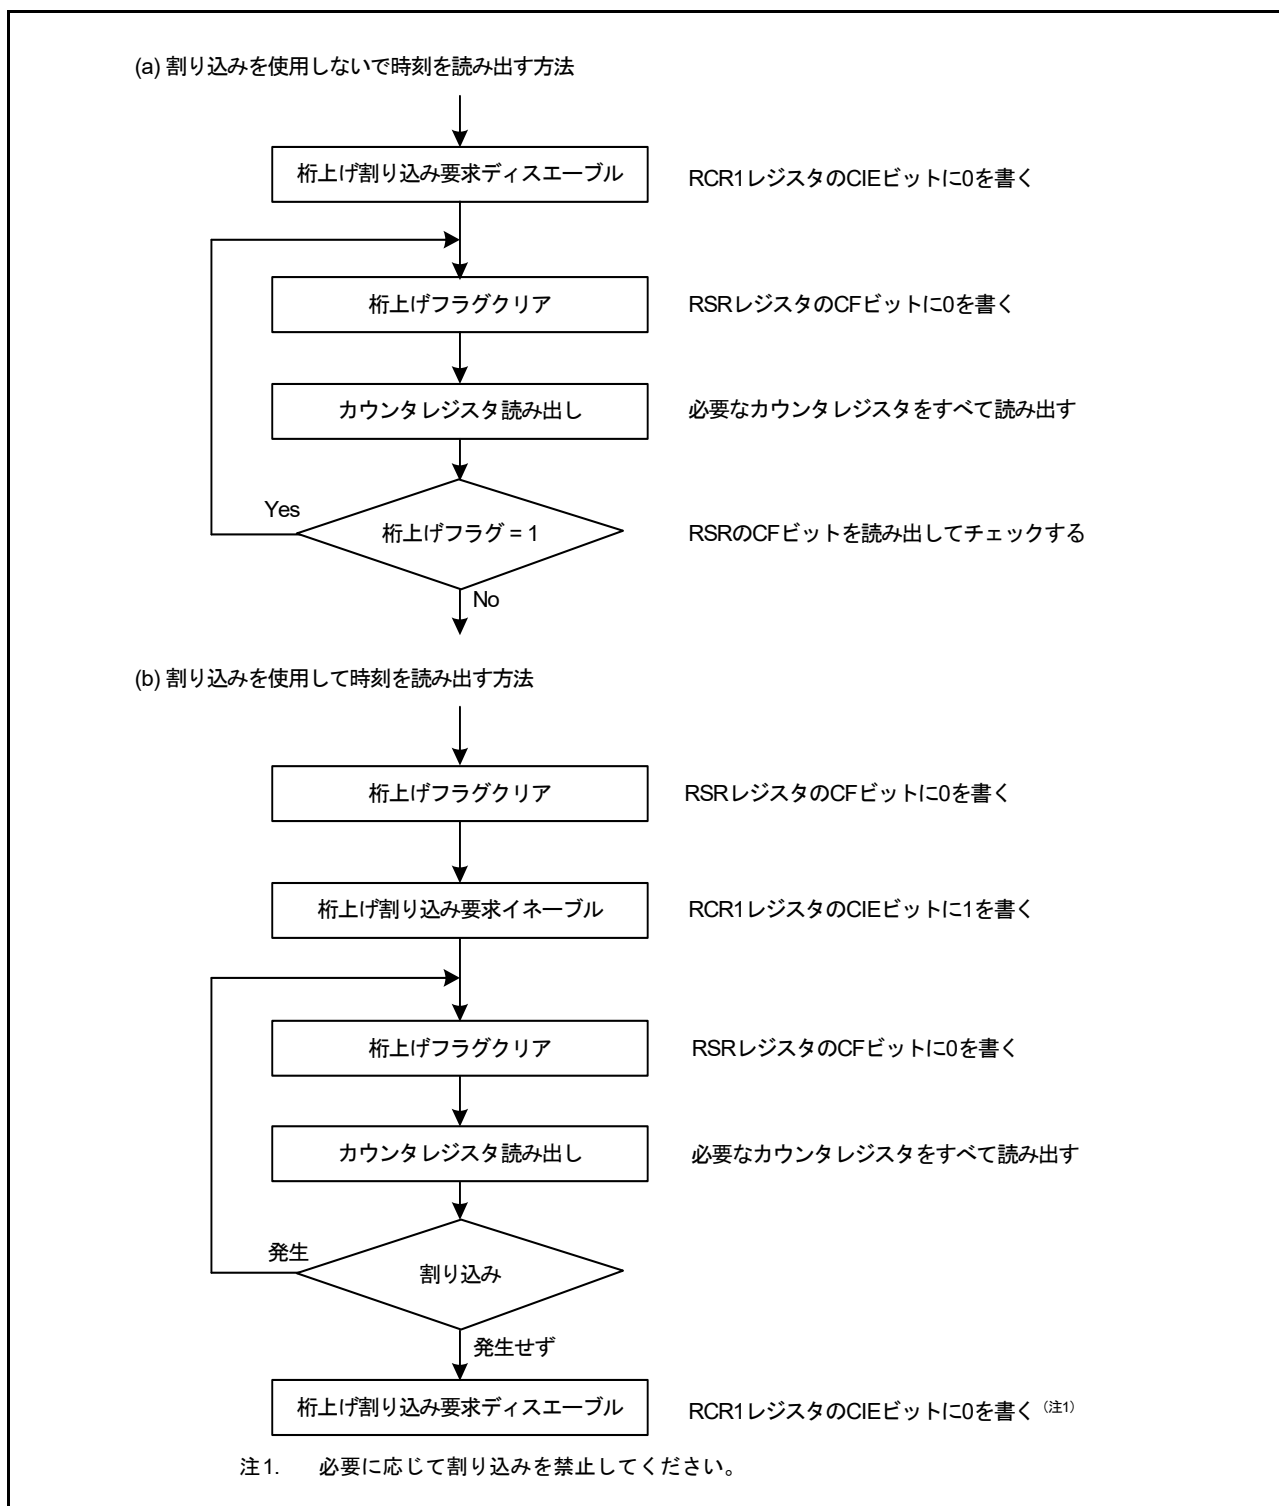 (a) 割り込みを使用しないで時刻を読み出す方法
桁上げ割り込み要求ディスエーブル
RCR1レジスタのCIEビットに0を書く
桁上げフラグクリア
RSRレジスタのCFビットに0を書く
カウンタレジスタ読み出し
必要なカウンタレジスタをすべて読み出す
Yes
桁上げフラグ = 1
RSRのCFビットを読み出してチェックする
No
(b) 割り込みを使用して時刻を読み出す方法
桁上げフラグクリア
RSRレジスタのCFビットに0を書く
桁上げ割り込み要求イネーブル
RCR1レジスタのCIEビットに1を書く
桁上げフラグクリア
RSRレジスタのCFビットに0を書く
カウンタレジスタ読み出し
必要なカウンタレジスタをすべて読み出す
発生
割り込み
発生せず
桁上げ割り込み要求ディスエーブル
RCR1レジスタのCIEビットに0を書く (注1)
注1. 必要に応じて割り込みを禁止してください。